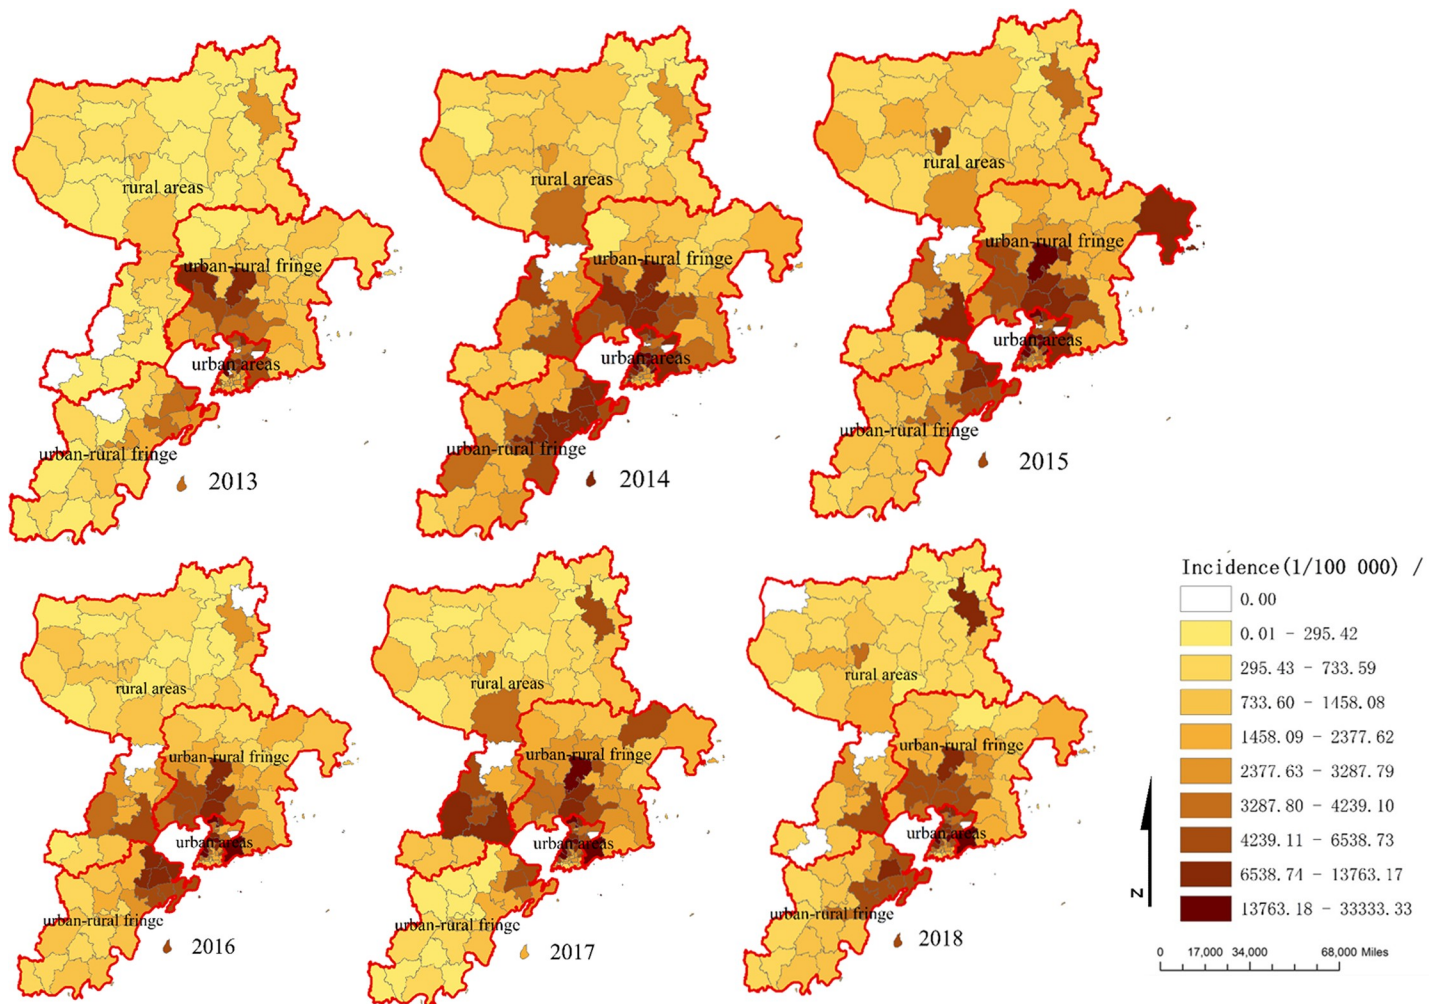 rural areas
urban-rural fringe
urban areas
urban-rural fringe
2013
rural areas
urban-rural fringe
urban areas
urban-rural fringe
2014
rural areas
urban-rural fringe
urban areas
urban-rural fringe
2015
rural areas
urban-rural fringe
urban areas
urban-rural fringe
2016
rural areas
urban-rural fringe
urban areas
urban-rural fringe
2017
rural areas
urban-rural fringe
urban areas
urban-rural fringe
2018
Incidence(1/100 000) /
0.00
0.01 - 295.42
295.43 - 733.59
733.60 - 1458.08
1458.09 - 2377.62
2377.63 - 3287.79
3287.80 - 4239.10
4239.11 - 6538.73
6538.74 - 13763.17
13763.18 - 33333.33
N
0 17,000 34,000 68,000 Miles